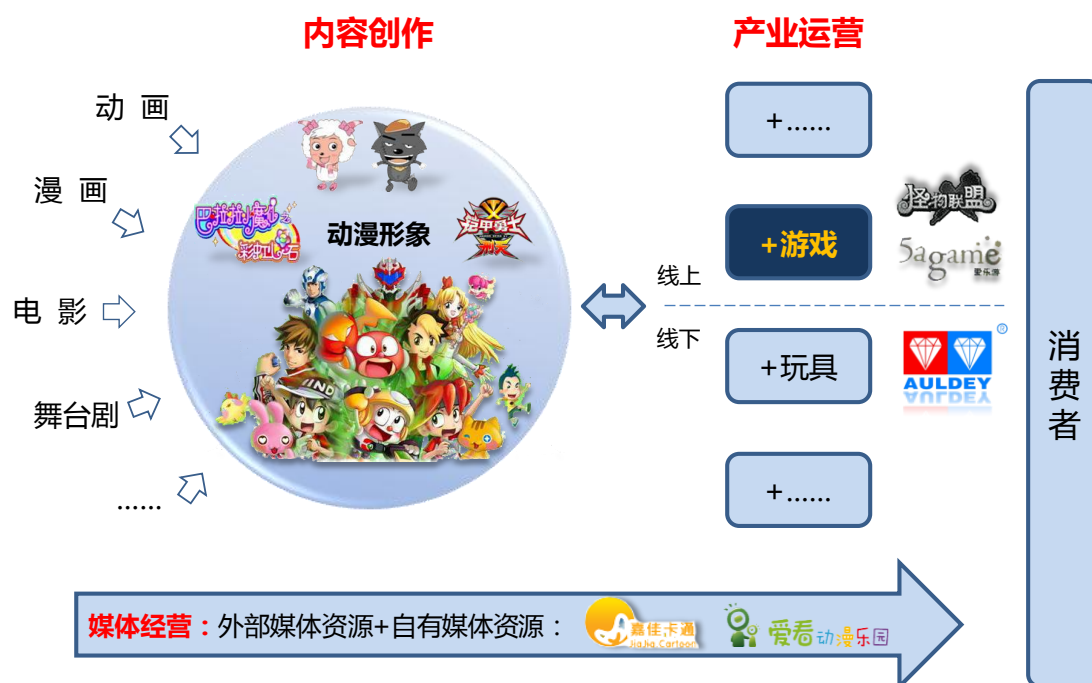 内容创作
产业运营
动 画
漫 画
电 影
舞台剧
......
巴啦啦小魔仙之
彩虹心石
动漫形象
铠甲勇士
刑天
+......
+游戏
怪物联盟
5agame
爱乐游
线上
线下
+玩具
®
AULDEY
+......
消费者
媒体经营：外部媒体资源+自有媒体资源：
嘉佳卡通
JiaJia Cartoon
爱看动漫乐园